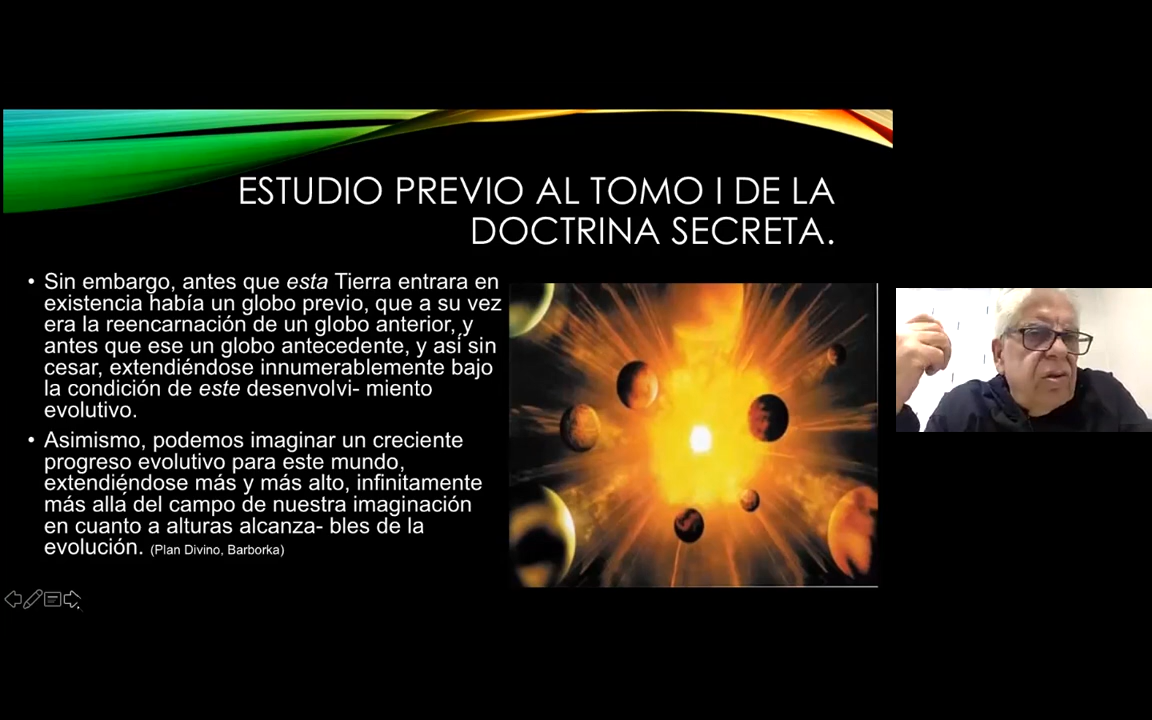 ESTUDIO PREVIO AL TOMO I DE LA
DOCTRINA SECRETA.
• Sin embargo, antes que esta Tierra entrara en
existencia había un globo previo, que a su vez
era la reencarnación de un globo anterior, y
antes que ese un globo antecedente, y así sin
cesar, extendiéndose innumerablemente bajo
la condición de este desenvolvi- miento
evolutivo.
• Asimismo, podemos imaginar un creciente
progreso evolutivo para este mundo,
extendiéndose más y más alto, infinitamente
más allá del campo de nuestra imaginación
en cuanto a alturas alcanza- bles de la
evolución. (Plan Divino, Barborka)